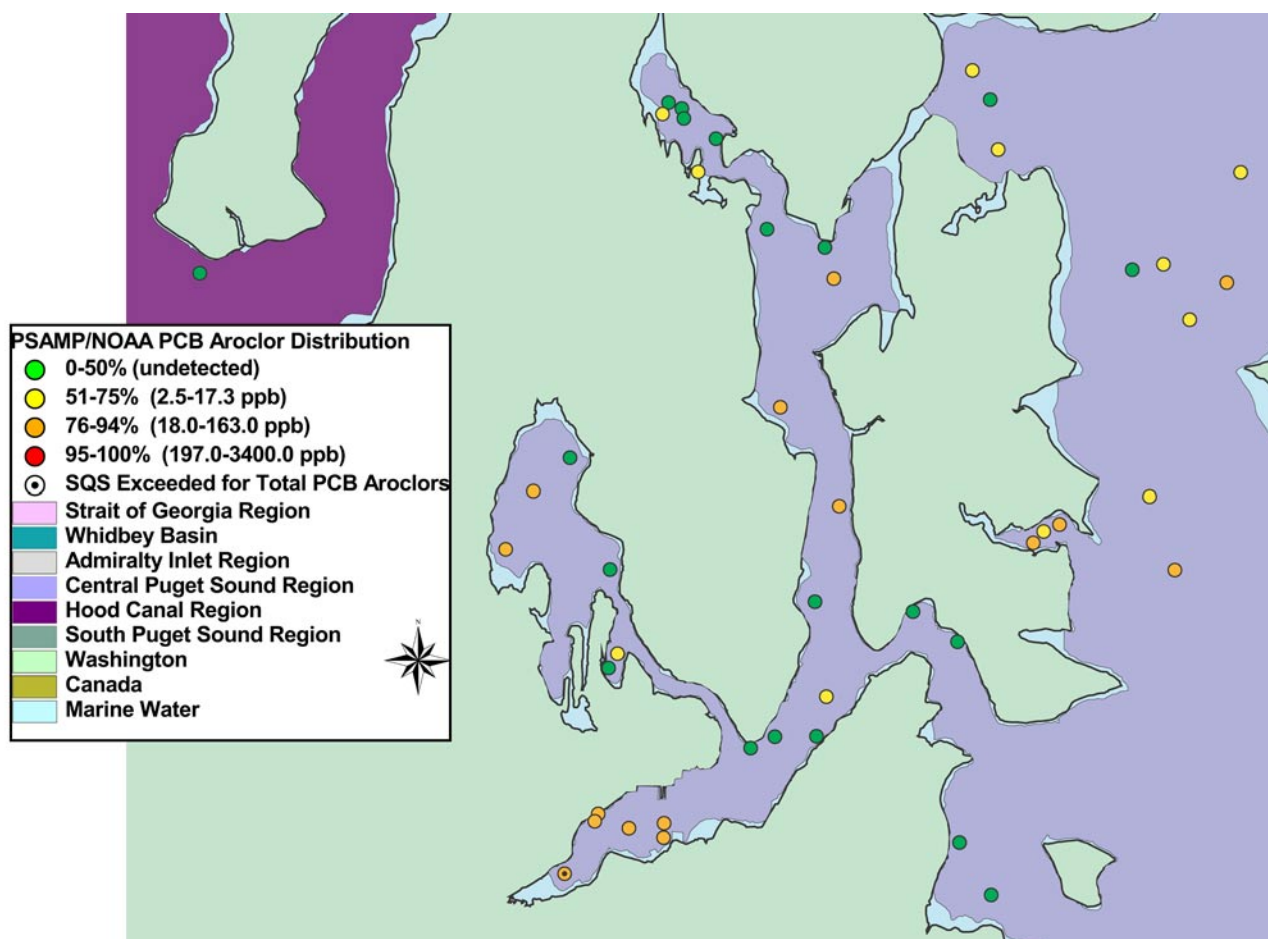 PSAMP/NOAA PCB Aroclor Distribution
0-50% (undetected)
51-75% (2.5-17.3 ppb)
76-94% (18.0-163.0 ppb)
95-100% (197.0-3400.0 ppb)
SQS Exceeded for Total PCB Aroclors
Strait of Georgia Region
Whidbey Basin
Admiralty Inlet Region
Central Puget Sound Region
Hood Canal Region
South Puget Sound Region
N
Washington
Canada
Marine Water